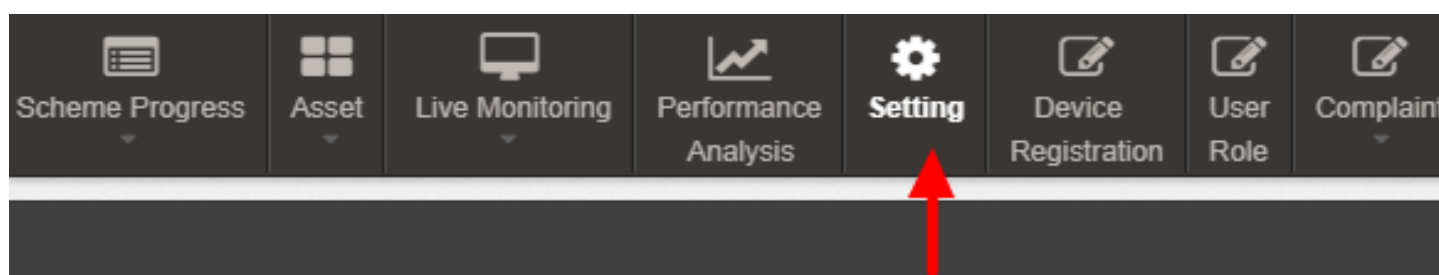 Scheme Progress
Asset
Live Monitoring
Performance
Analysis
Setting
Device
Registration
User
Role
Complaint